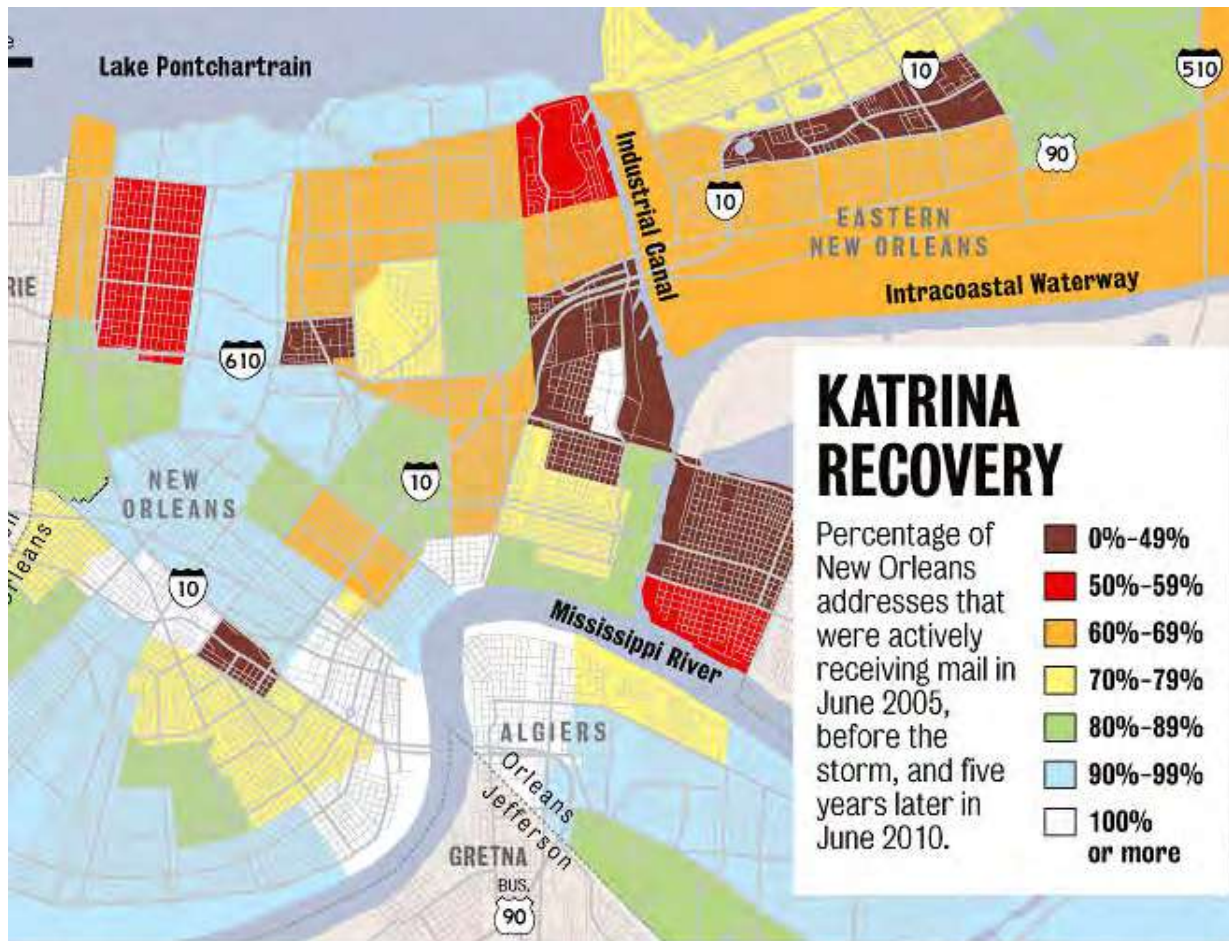 Lake Pontchartrain
10
510
Industrial Canal
90
10
EASTERN
NEW ORLEANS
Intracoastal Waterway
610
KATRINA
RECOVERY
Percentage of
New Orleans
addresses that
were actively
receiving mail in
June 2005,
before the
storm, and five
years later in
June 2010.
0%–49%
50%–59%
60%–69%
70%–79%
80%–89%
90%–99%
100%
or more
NEW
ORLEANS
10
10
Mississippi River
ALGIERS
Orleans
Jefferson
GRETNA
BUS.
90